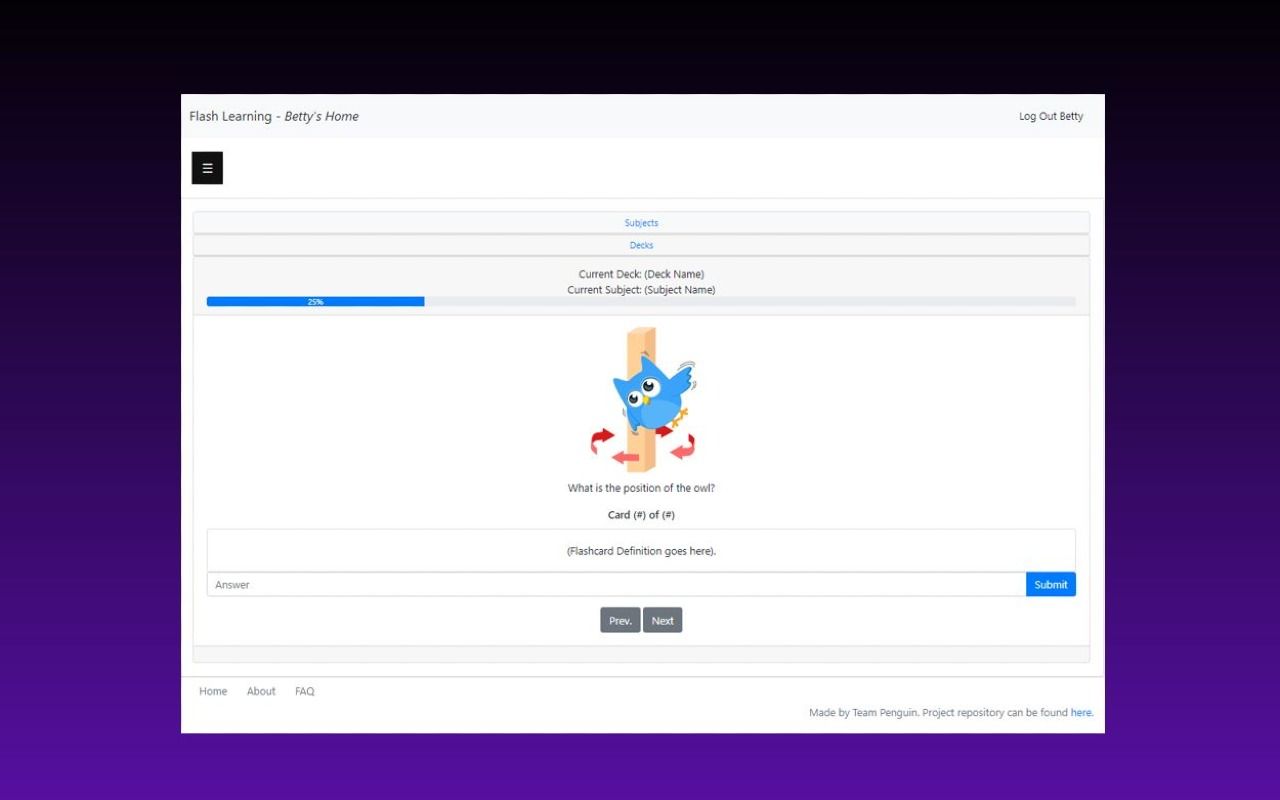 Flash Learning - Betty's Home
Log Out Betty
☰
Subjects
Decks
Current Deck: (Deck Name)
Current Subject: (Subject Name)
25%
What is the position of the owl?
Card (#) of (#)
(Flashcard Definition goes here).
Answer
Submit
Prev.
Next
Home
About
FAQ
Made by Team Penguin. Project repository can be found here.